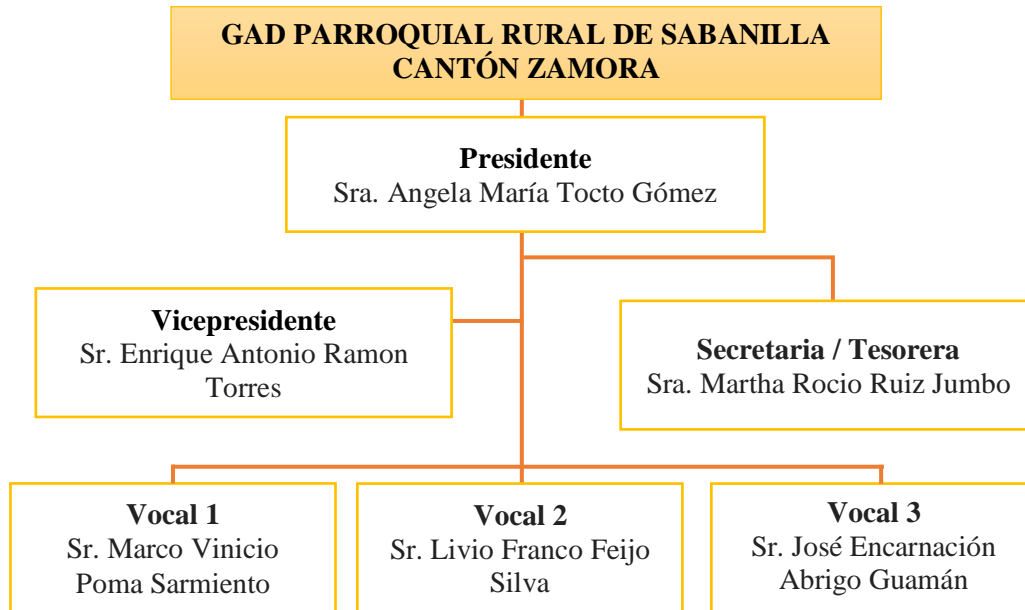 GAD PARROQUIAL RURAL DE SABANILLA
CANTÓN ZAMORA
Presidente
Sra. Angela María Tocto Gómez
Vicepresidente
Sr. Enrique Antonio Ramon
Torres
Secretaria / Tesorera
Sra. Martha Rocio Ruiz Jumbo
Vocal 1
Sr. Marco Vinicio
Poma Sarmiento
Vocal 2
Sr. Livio Franco Feijo
Silva
Vocal 3
Sr. José Encarnación
Abrigo Guamán